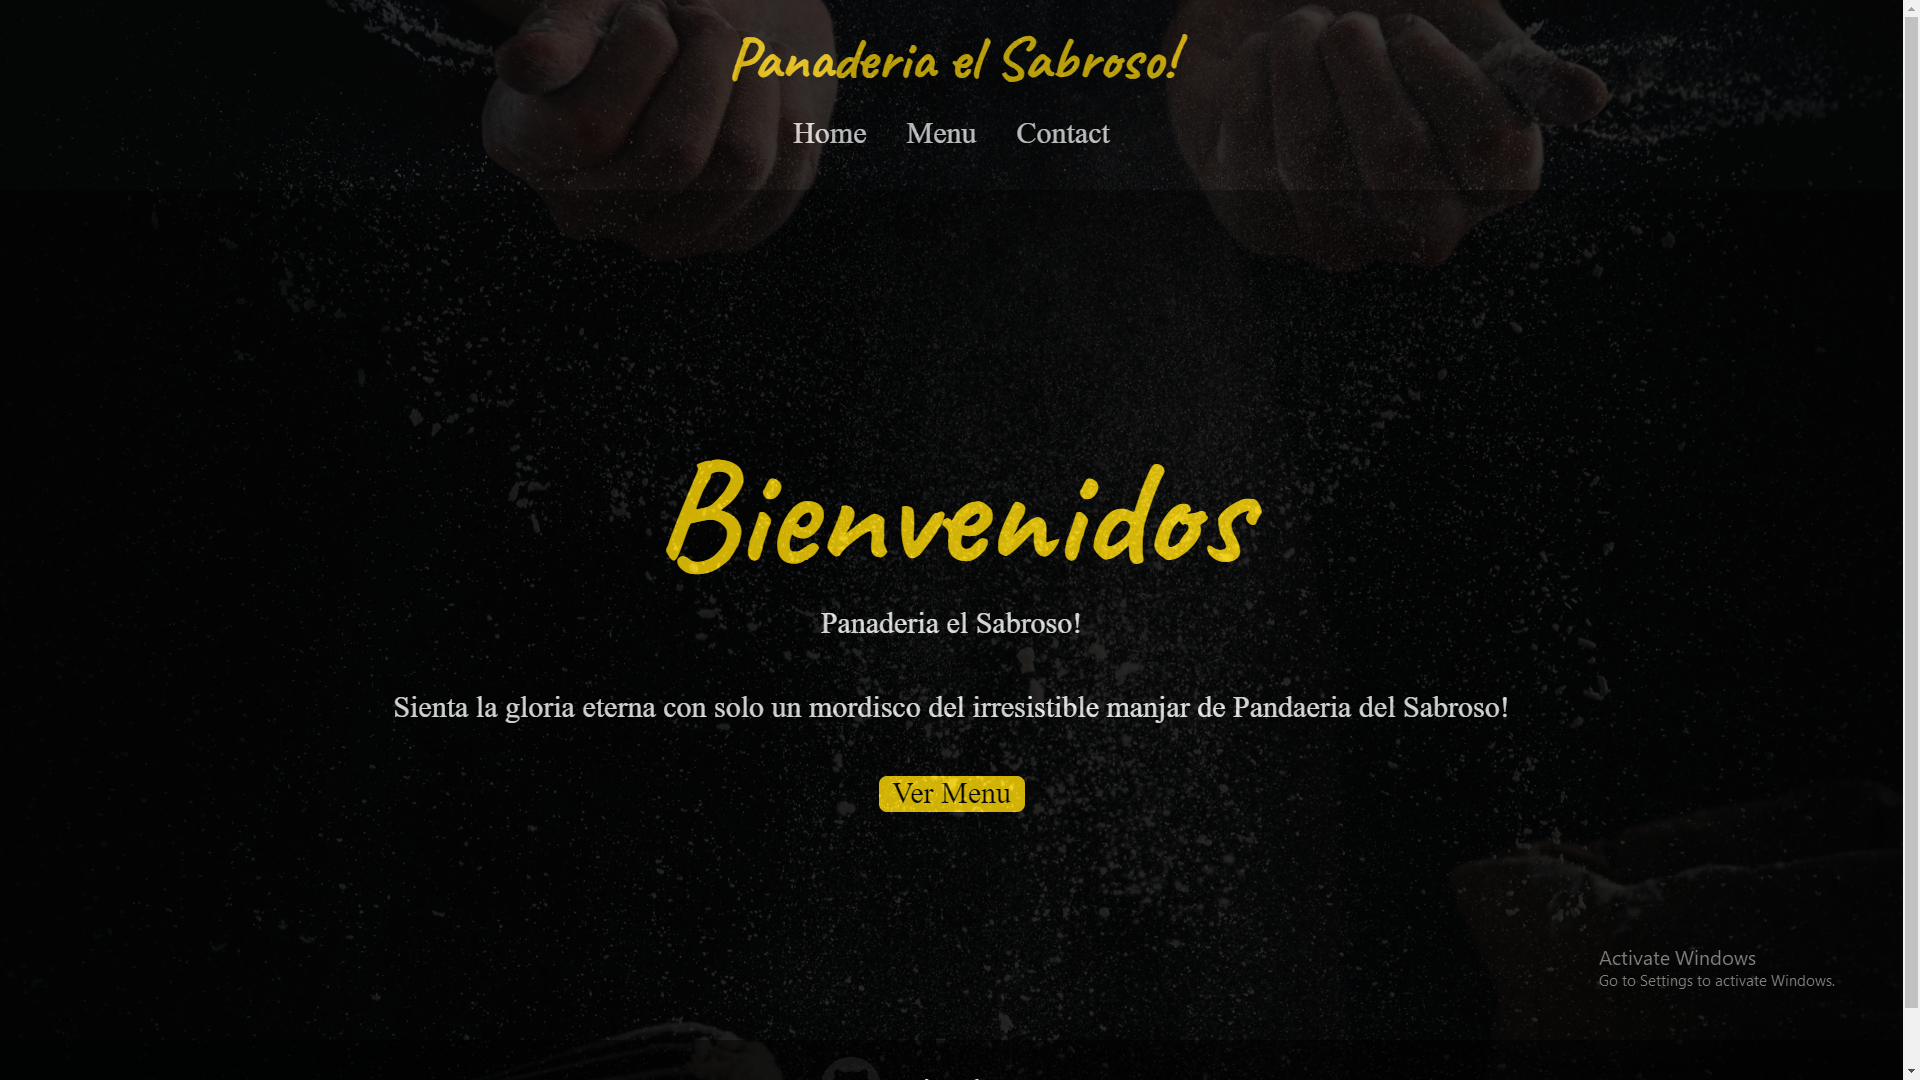 Panaderia el Sabroso!
Home Menu Contact
Bienvenidos
Panaderia el Sabroso!
Sienta la gloria eterna con solo un mordisco del irresistible manjar de Pandaeria del Sabroso!
Ver Menu
Activate Windows
Go to Settings to activate Windows.